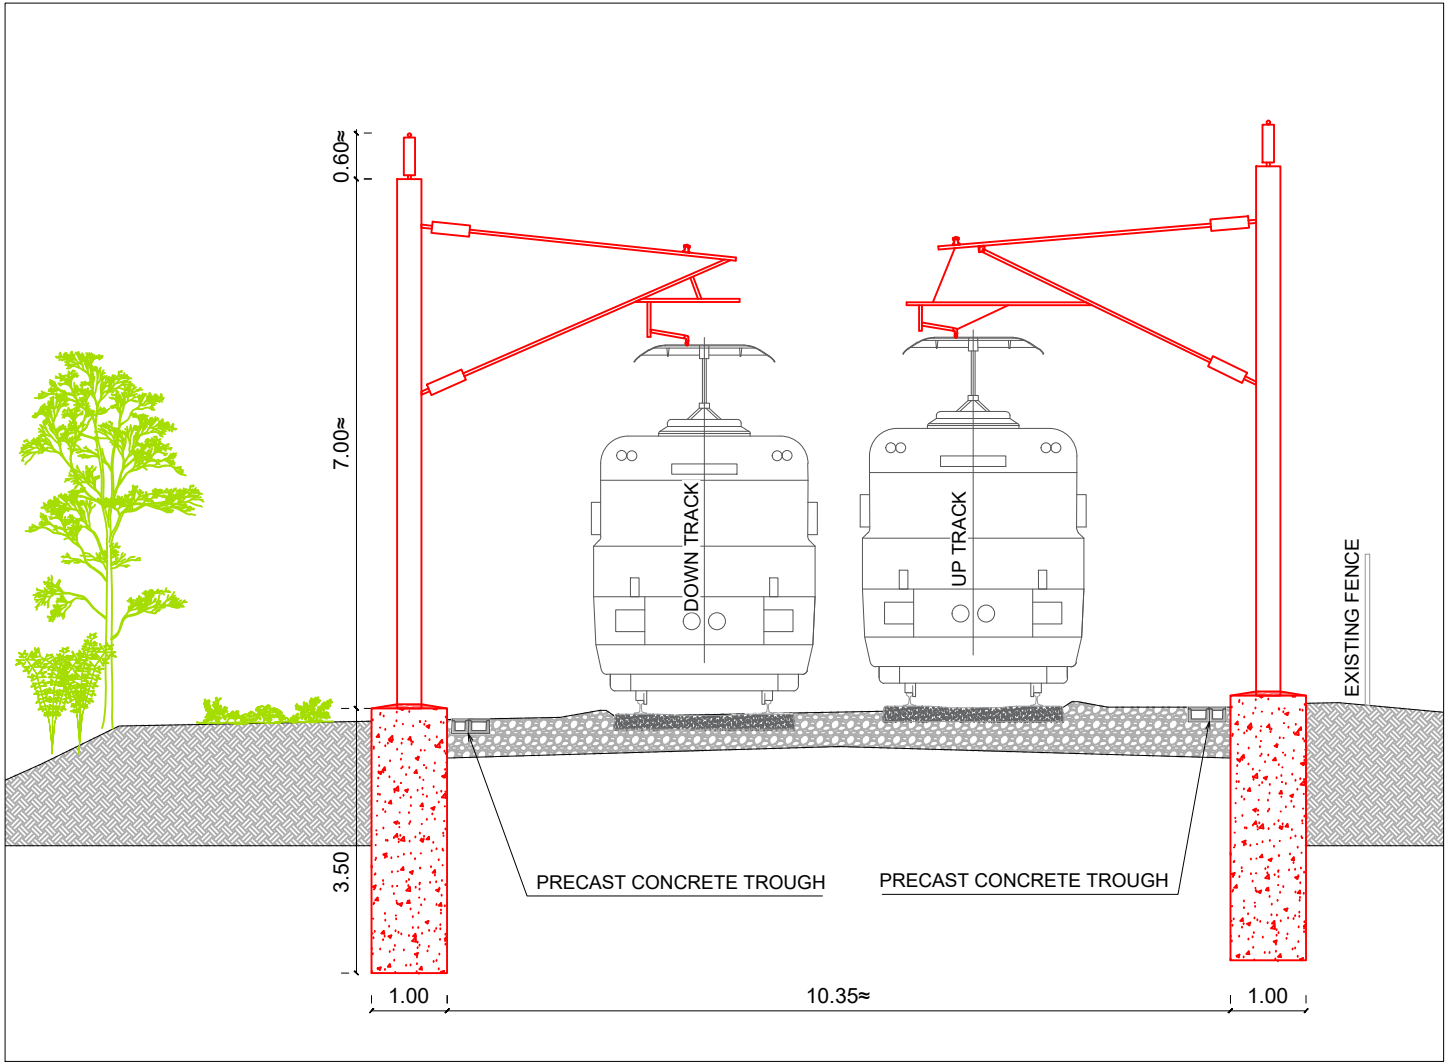 0.60≈
7.00≈
DOWN TRACK
UP TRACK
EXISTING FENCE
3.50
PRECAST CONCRETE TROUGH
PRECAST CONCRETE TROUGH
1.00
10.35≈
1.00